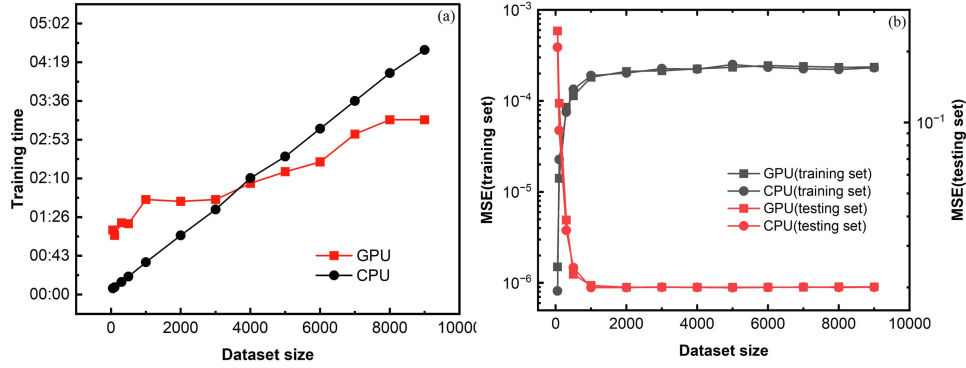 (a)
Training time
05:02
04:19
03:36
02:53
02:10
01:26
00:43
00:00
GPU
CPU
0
2000
4000
6000
8000
10000
Dataset size
(b)
MSE(training set)
10⁻³
10⁻⁴
10⁻⁵
10⁻⁶
GPU(training set)
CPU(training set)
GPU(testing set)
CPU(testing set)
10⁻¹
MSE(testing set)
0
2000
4000
6000
8000
10000
Dataset size